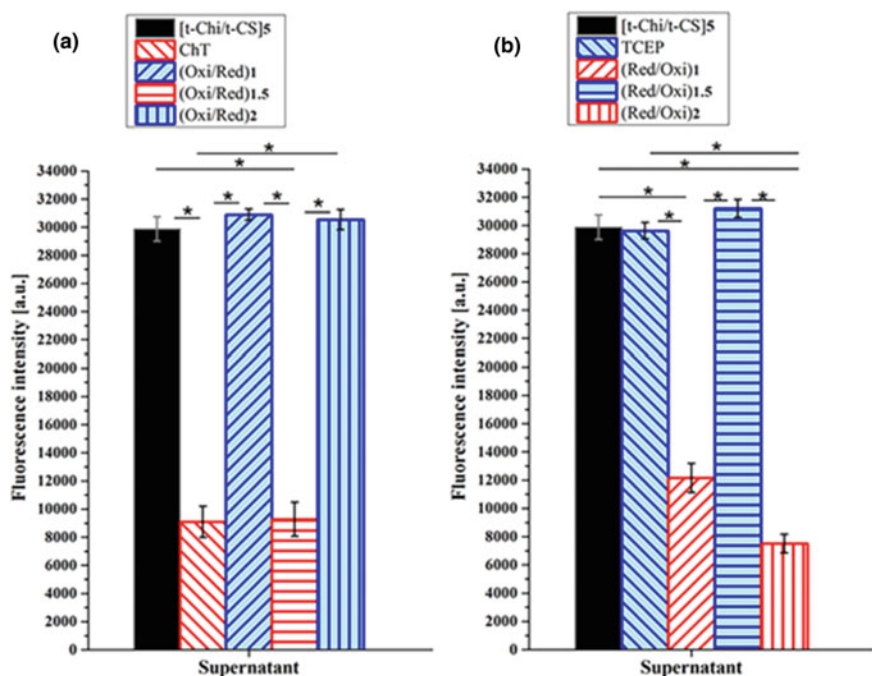 (a)
[t-Chi/t-CS]5
ChT
(Oxi/Red)1
(Oxi/Red)1.5
(Oxi/Red)2
34000
32000
30000
28000
26000
24000
22000
20000
18000
16000
14000
12000
10000
8000
6000
4000
2000
0
Fluorescence intensity [a.u.]
* * * * * *
Supernatant
(b)
[t-Chi/t-CS]5
TCEP
(Red/Oxi)1
(Red/Oxi)1.5
(Red/Oxi)2
34000
32000
30000
28000
26000
24000
22000
20000
18000
16000
14000
12000
10000
8000
6000
4000
2000
0
Fluorescence intensity [a.u.]
* * * * * *
Supernatant